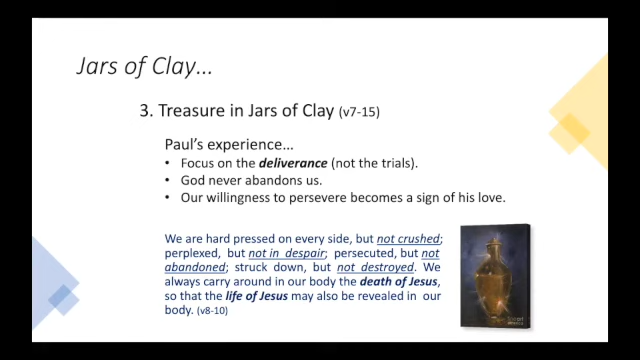 Jars of Clay...
3. Treasure in Jars of Clay (v7-15)
Paul's experience...
• Focus on the deliverance (not the trials).
• God never abandons us.
• Our willingness to persevere becomes a sign of his love.
We are hard pressed on every side, but not crushed;
perplexed, but not in despair; persecuted, but not
abandoned; struck down, but not destroyed. We
always carry around in our body the death of Jesus,
so that the life of Jesus may also be revealed in our
body. (v8-10)